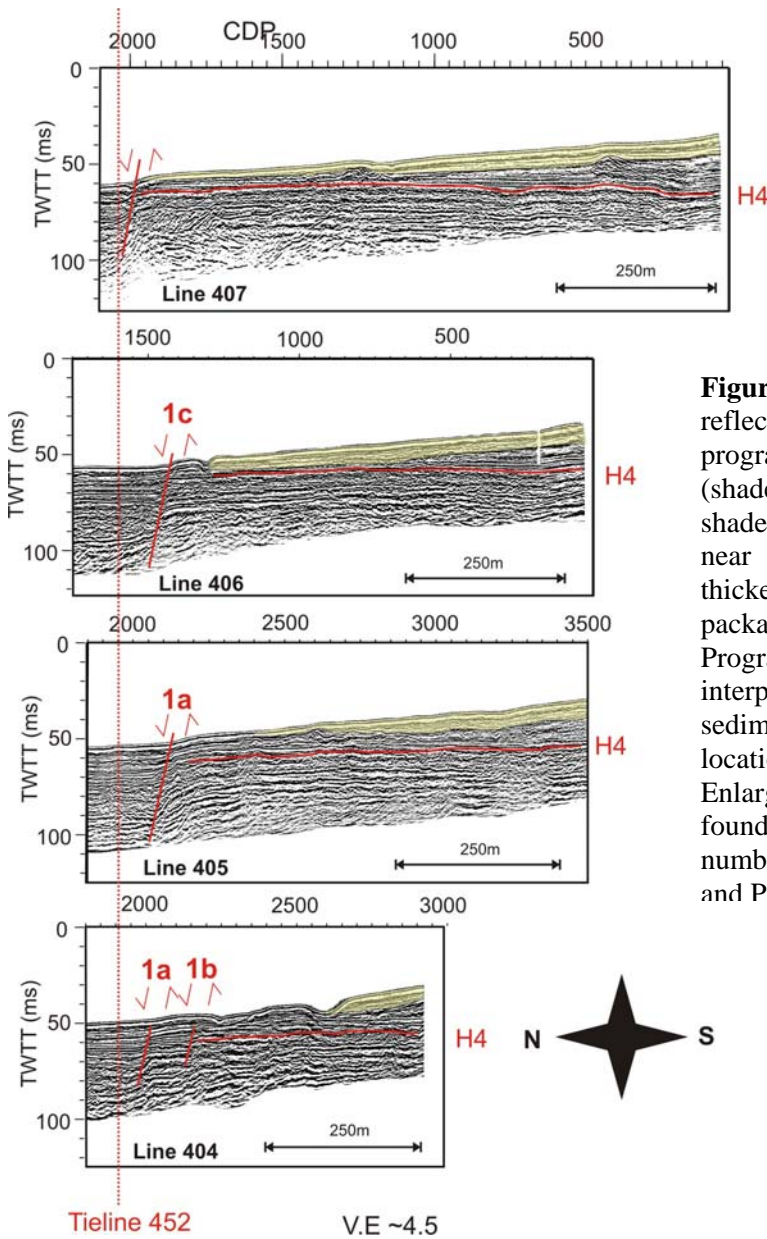 CDP
2000 1500 1000 500
0
50
100
TWTT (ms)
H4
250m
Line 407
1500 1000 500
0
50
100
TWTT (ms)
1c
H4
250m
Line 406
2000 2500 3000 3500
0
50
100
TWTT (ms)
1a
H4
250m
Line 405
2000 2500 3000
0
50
100
TWTT (ms)
1a 1b
H4
250m
Line 404
Tieline 452
V.E ~4.5
N S
Figur
reflec
progra
(shade
shade
near
thicke
packa
Progra
interp
sedim
locatio
Enlarg
found
numb
and P